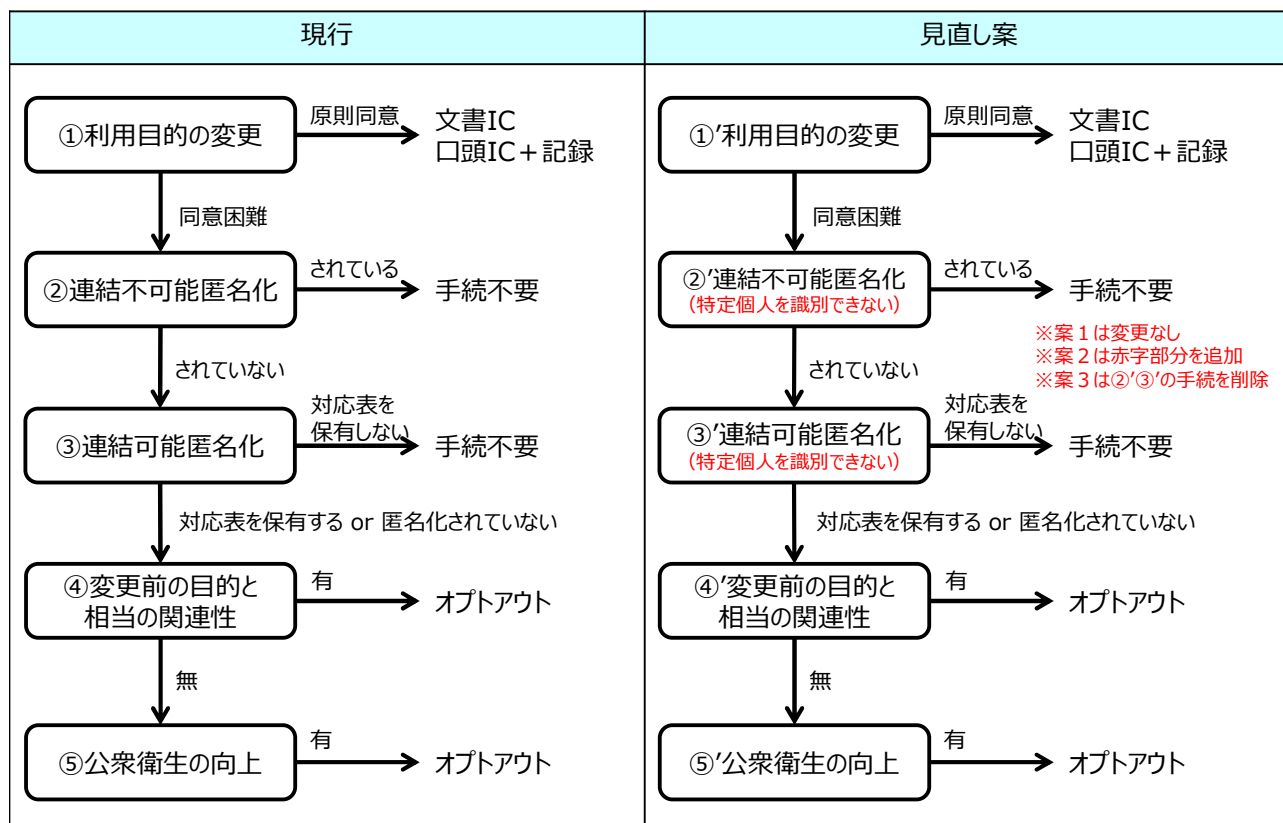 現行
①利用目的の変更
原則同意
文書IC
口頭IC+記録
同意困難
②連結不可能匿名化
されている
手続不要
されていない
③連結可能匿名化
対応表を
保有しない
手続不要
対応表を保有する or 匿名化されていない
④変更前の目的と
相当の関連性
有
オプトアウト
無
⑤公衆衛生の向上
有
オプトアウト
見直し案
①’利用目的の変更
原則同意
文書IC
口頭IC+記録
同意困難
②’連結不可能匿名化
(特定個人を識別できない)
されている
手続不要
※案1は変更なし
※案2は赤字部分を追加
※案3は②’③’の手続を削除
されていない
③’連結可能匿名化
(特定個人を識別できない)
対応表を
保有しない
手続不要
対応表を保有する or 匿名化されていない
④’変更前の目的と
相当の関連性
有
オプトアウト
無
⑤’公衆衛生の向上
有
オプトアウト